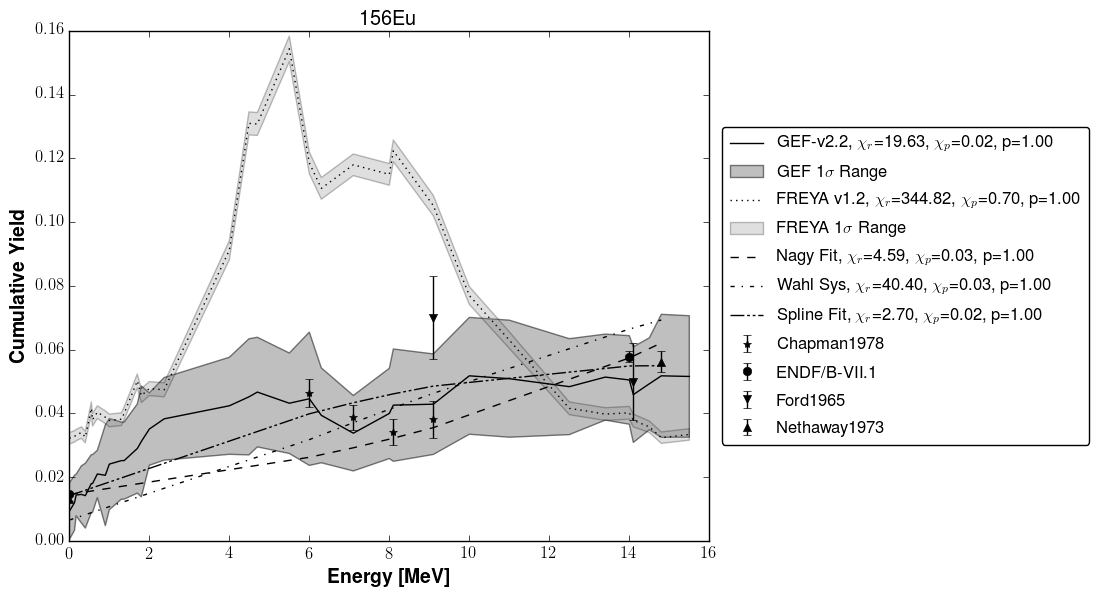 156Eu
0.16
0.14
0.12
0.10
0.08
0.06
0.04
0.02
0.00
Cumulative Yield
0 2 4 6 8 10 12 14 16
Energy [MeV]
GEF-v2.2, χr=19.63, χp=0.02, p=1.00
GEF 1σ Range
FREYA v1.2, χr=344.82, χp=0.70, p=1.00
FREYA 1σ Range
Nagy Fit, χr=4.59, χp=0.03, p=1.00
Wahl Sys, χr=40.40, χp=0.03, p=1.00
Spline Fit, χr=2.70, χp=0.02, p=1.00
Chapman1978
ENDF/B-VII.1
Ford1965
Nethaway1973